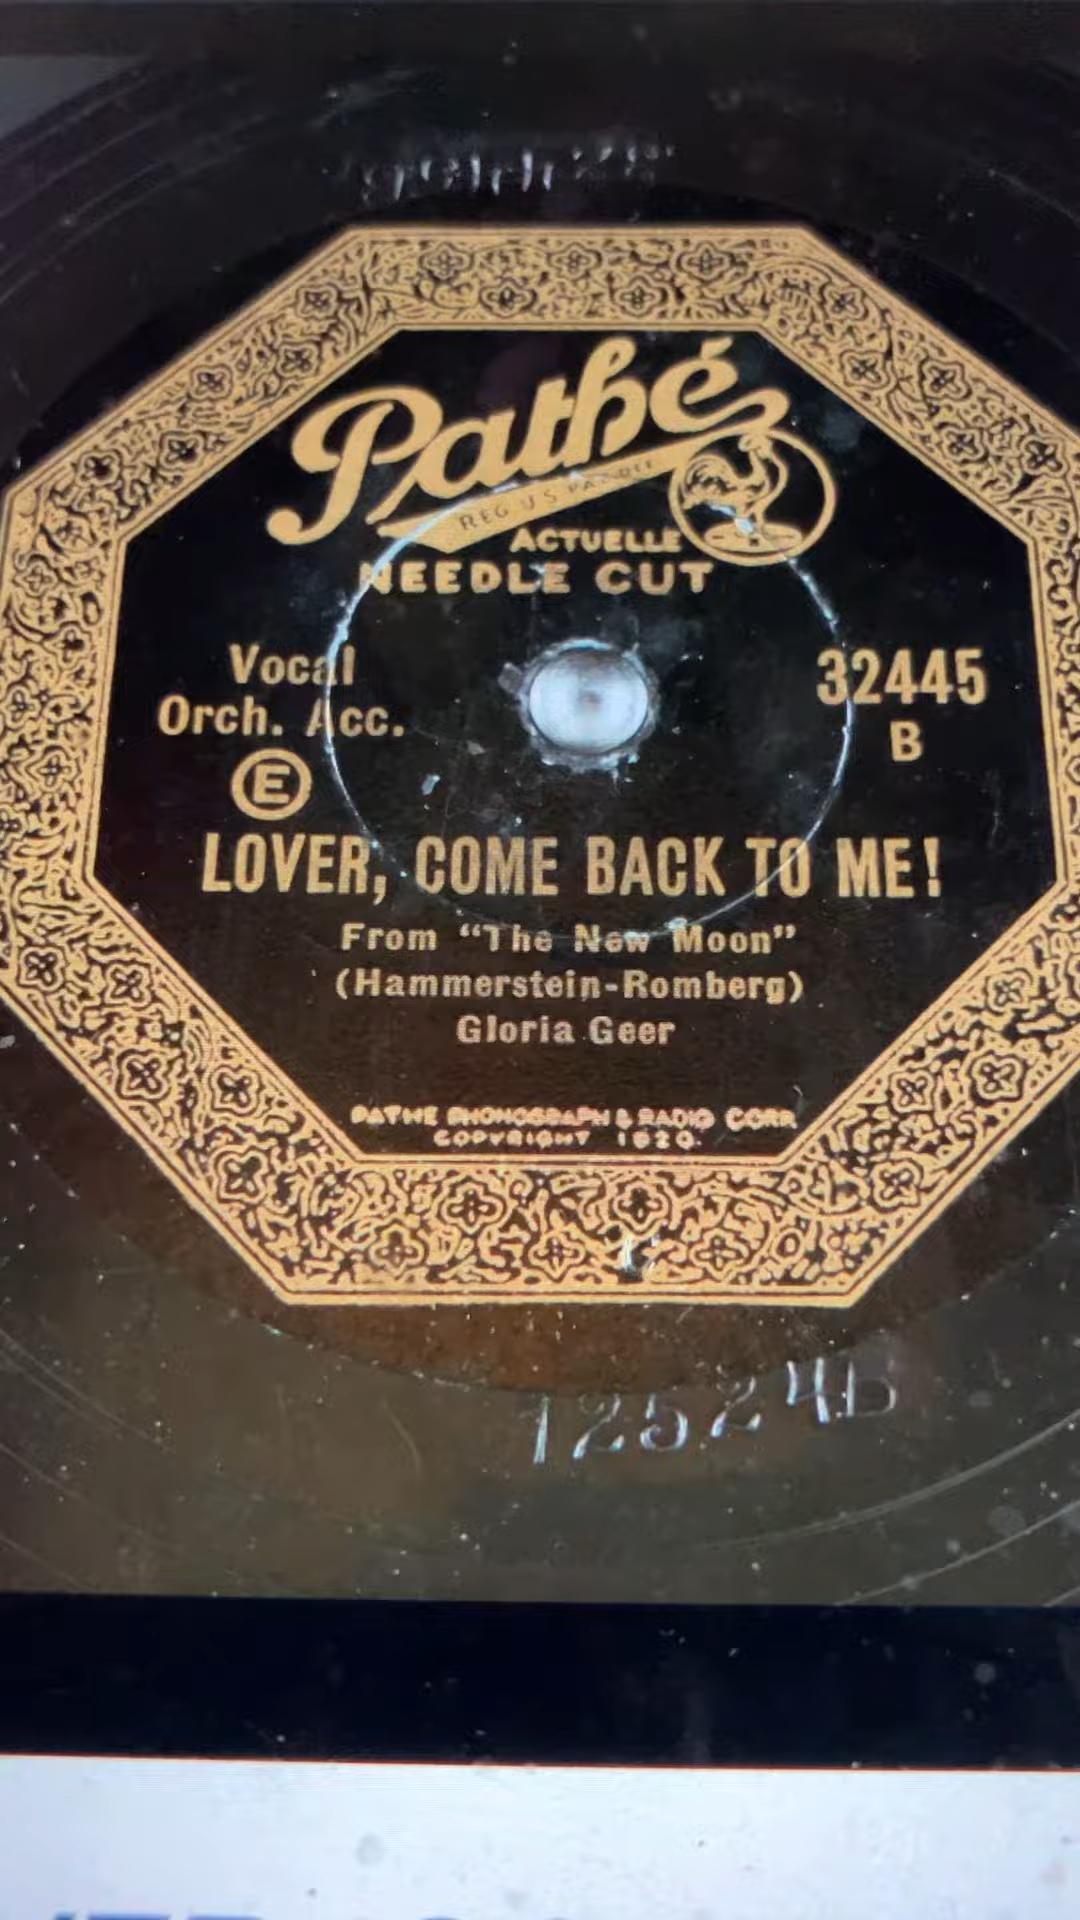 Pathé
REG U S PAT OFF
ACTUELLE
NEEDLE CUT
Vocal
Orch. Acc.
32445
B
E
LOVER, COME BACK TO ME!
From “The New Moon”
(Hammerstein-Romberg)
Gloria Geer
PATHE PHONOGRAPH & RADIO CORP.
COPYRIGHT 1920.
12524B